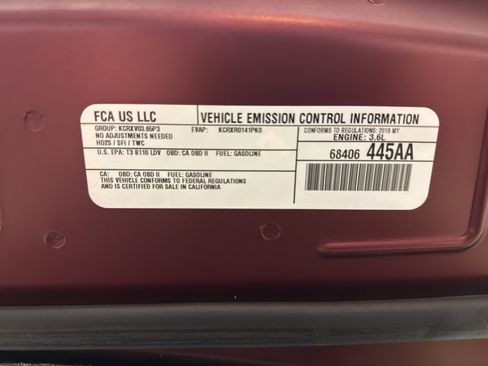 FCA US LLC
VEHICLE EMISSION CONTROL INFORMATION
GROUP: KCRXV03.65P3 EVAP: KCRXR0141PK0
CONFORMS TO REGULATIONS: 2019 MY
NO ADJUSTMENTS NEEDED
ENGINE: 3.6L
HO2S / SFI / TWC
U.S. EPA: T3 B110 LDV OBD: CA OBD II FUEL: GASOLINE
68406 445AA
CA: OBD: CA OBD II FUEL: GASOLINE
THIS VEHICLE CONFORMS TO FEDERAL REGULATIONS
AND IS CERTIFIED FOR SALE IN CALIFORNIA